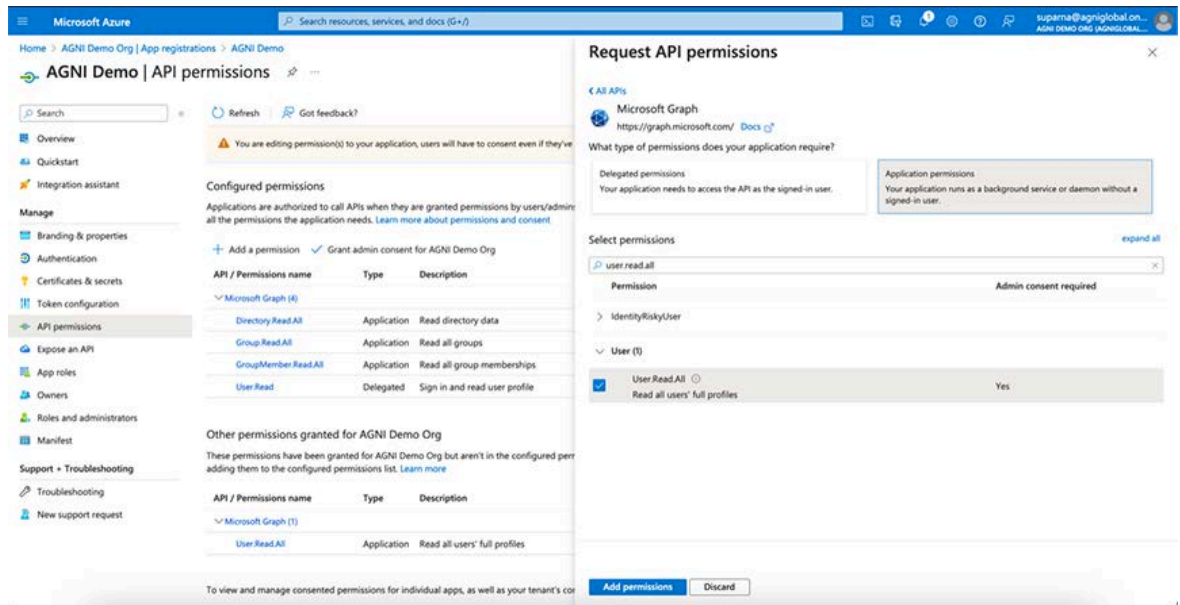 Microsoft Azure
Search resources, services, and docs (G+/)
suparna@agniglobal.on...
AGNI DEMO ORG (AGNIGLOBAL....
Home > AGNI Demo Org | App registrations > AGNI Demo
AGNI Demo | API permissions
Search
Overview
Quickstart
Integration assistant
Manage
Branding & properties
Authentication
Certificates & secrets
Token configuration
API permissions
Expose an API
App roles
Owners
Roles and administrators
Manifest
Support + Troubleshooting
Troubleshooting
New support request
Refresh
Got feedback?
You are editing permission(s) to your application, users will have to consent even if they've
Configured permissions
Applications are authorized to call APIs when they are granted permissions by users/admins
all the permissions the application needs. Learn more about permissions and consent
Add a permission
Grant admin consent for AGNI Demo Org
API / Permissions name Type Description
Microsoft Graph (4)
Directory.Read.All Application Read directory data
Group.Read.All Application Read all groups
GroupMember.Read.All Application Read all group memberships
User.Read Delegated Sign in and read user profile
Other permissions granted for AGNI Demo Org
These permissions have been granted for AGNI Demo Org but aren't in the configured perr
adding them to the configured permissions list. Learn more
API / Permissions name Type Description
Microsoft Graph (1)
User.Read.All Application Read all users' full profiles
To view and manage consented permissions for individual apps, as well as your tenant's cor
Request API permissions
All APIs
Microsoft Graph
https://graph.microsoft.com/ Docs
What type of permissions does your application require?
Delegated permissions
Your application needs to access the API as the signed-in user.
Application permissions
Your application runs as a background service or daemon without a
signed-in user.
Select permissions
expand all
user.read.all
Permission Admin consent required
IdentityRiskyUser
User (1)
User.Read.All
Read all users' full profiles
Yes
Add permissions
Discard